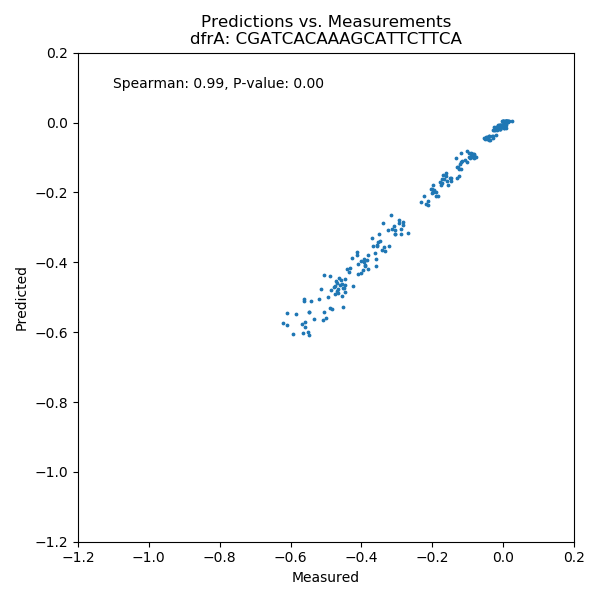 Predictions vs. Measurements
dfrA: CGATCACAAAGCATTCTTCA
Spearman: 0.99, P-value: 0.00
0.2
0.0
−0.2
−0.4
−0.6
−0.8
−1.0
−1.2
Predicted
−1.2 −1.0 −0.8 −0.6 −0.4 −0.2 0.0 0.2
Measured